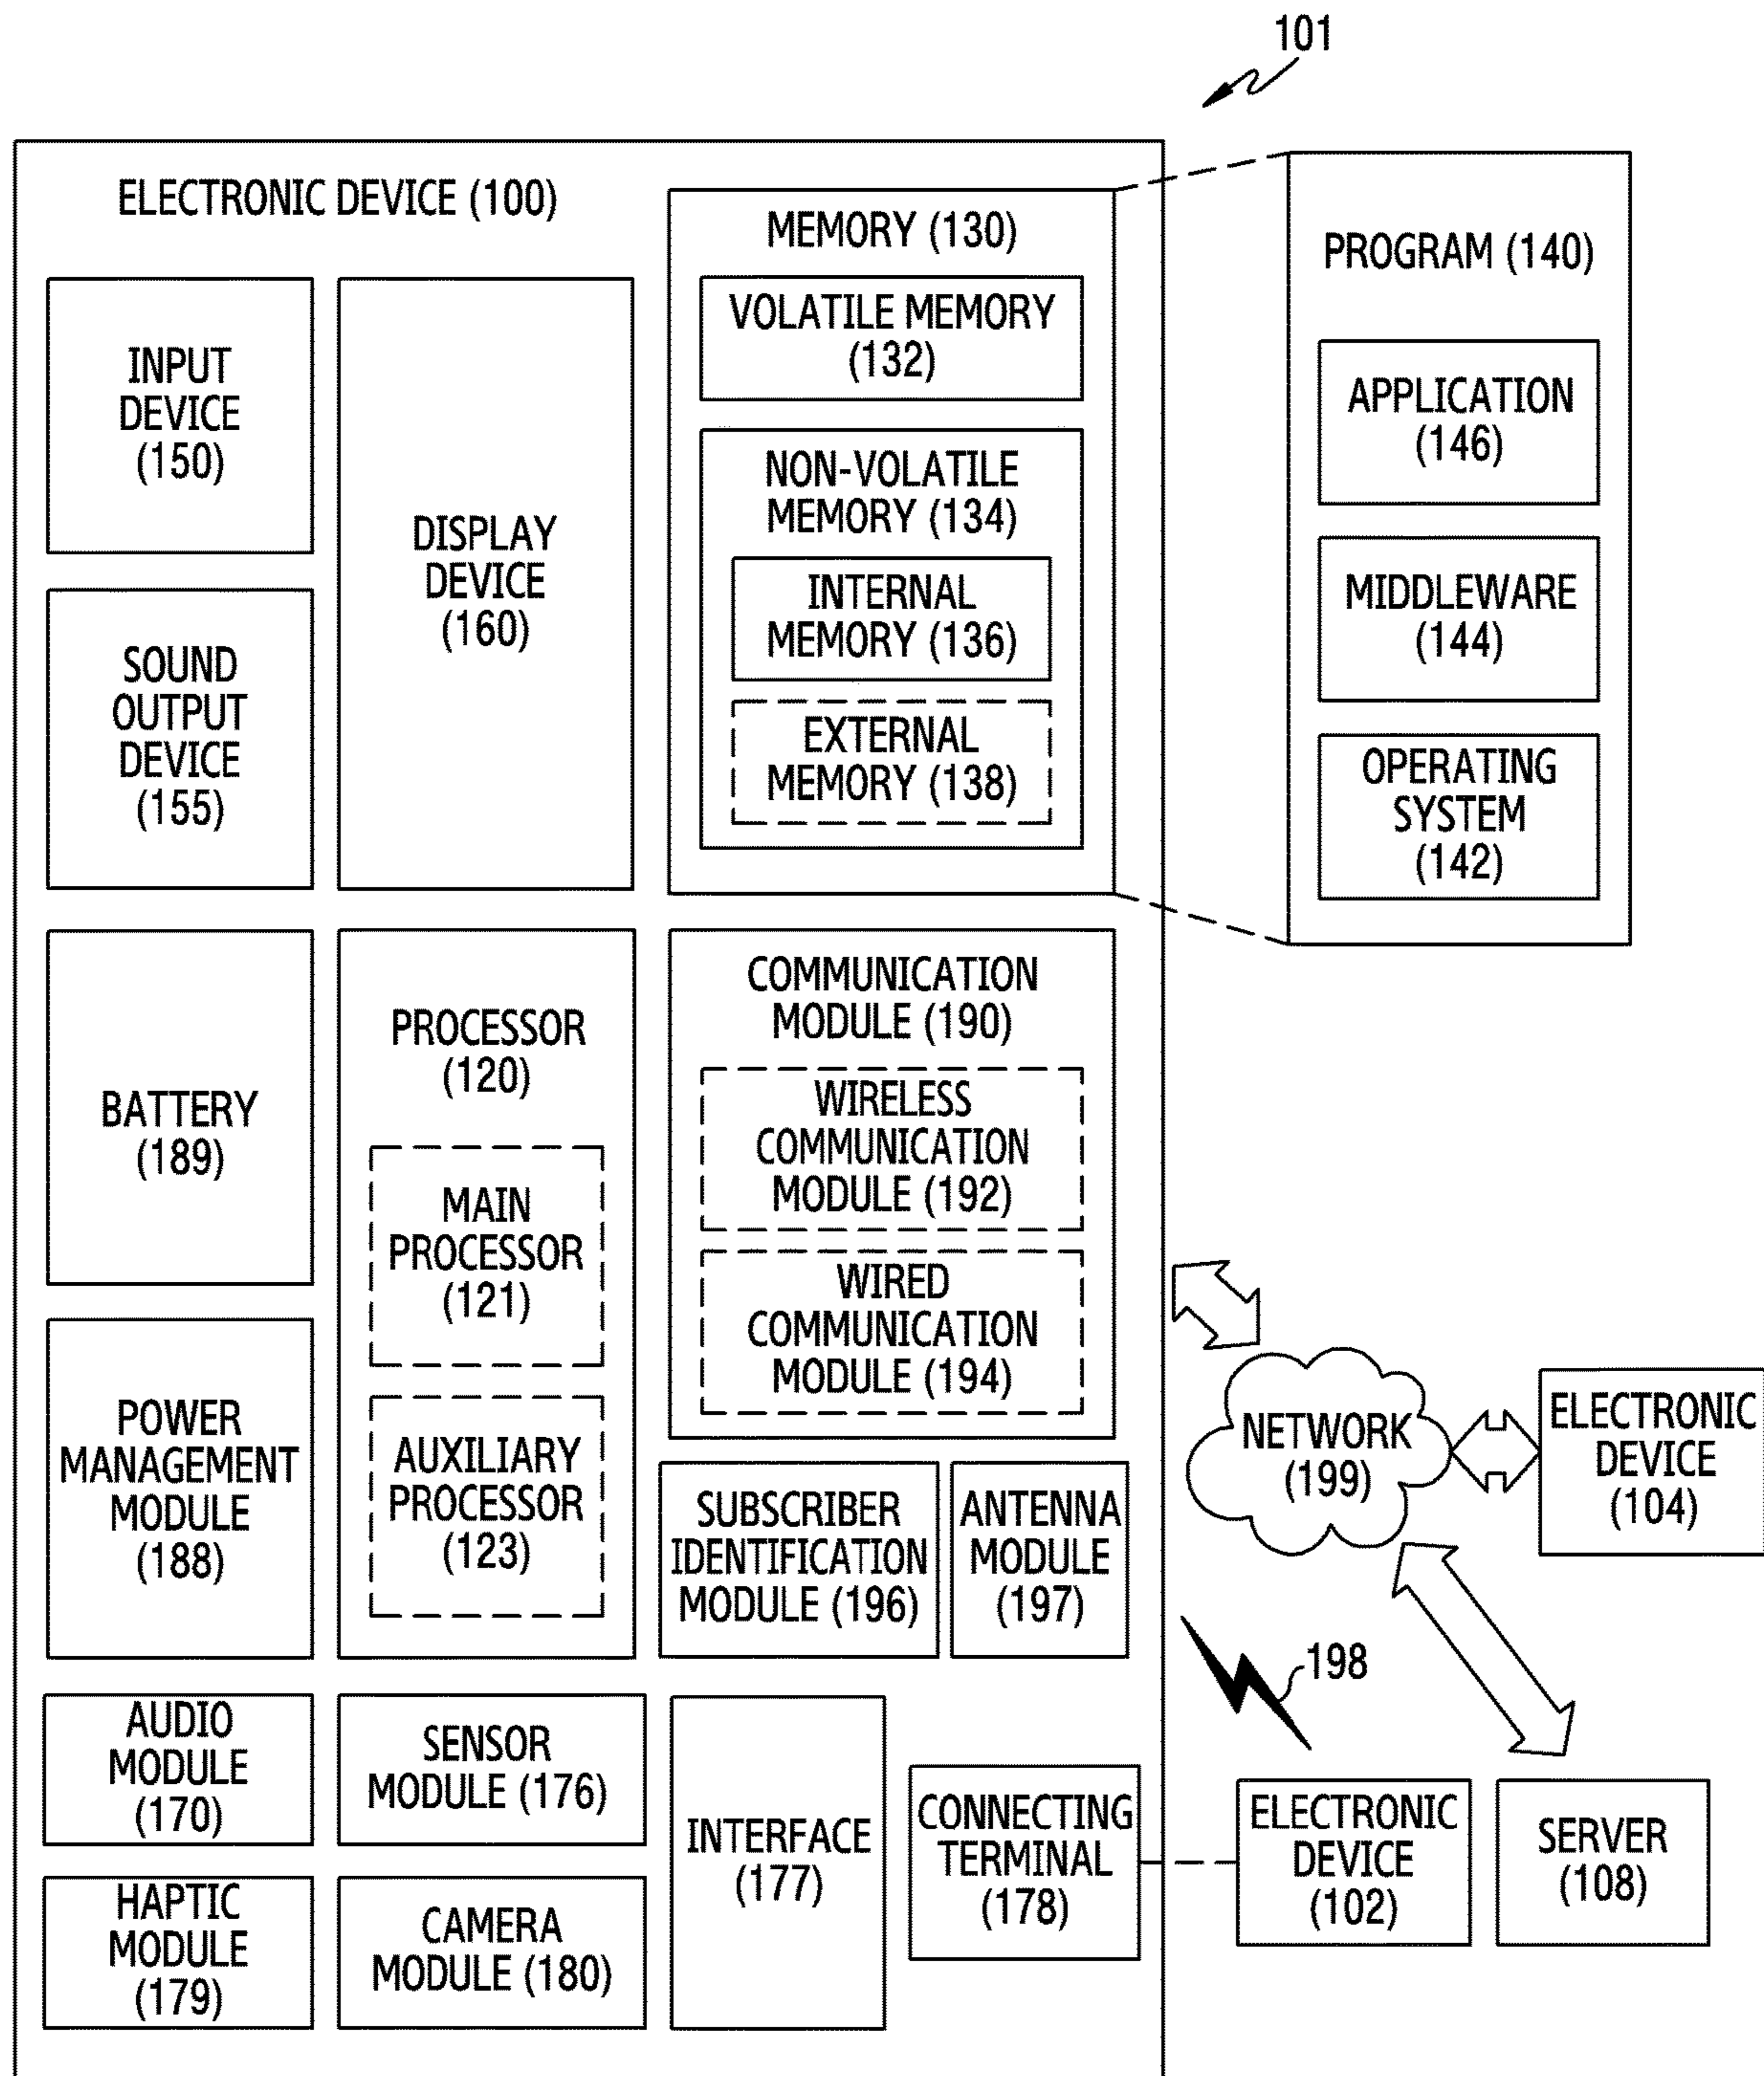 101
ELECTRONIC DEVICE (100)
INPUT
DEVICE
(150)
DISPLAY
DEVICE
(160)
SOUND
OUTPUT
DEVICE
(155)
MEMORY (130)
VOLATILE MEMORY
(132)
NON-VOLATILE
MEMORY (134)
INTERNAL
MEMORY (136)
EXTERNAL
MEMORY (138)
PROGRAM (140)
APPLICATION
(146)
MIDDLEWARE
(144)
OPERATING
SYSTEM
(142)
BATTERY
(189)
POWER
MANAGEMENT
MODULE
(188)
PROCESSOR
(120)
MAIN
PROCESSOR
(121)
AUXILIARY
PROCESSOR
(123)
COMMUNICATION
MODULE (190)
WIRELESS
COMMUNICATION
MODULE (192)
WIRED
COMMUNICATION
MODULE (194)
SUBSCRIBER
IDENTIFICATION
MODULE (196)
ANTENNA
MODULE
(197)
NETWORK
(199)
ELECTRONIC
DEVICE
(104)
198
AUDIO
MODULE
(170)
SENSOR
MODULE (176)
HAPTIC
MODULE
(179)
CAMERA
MODULE (180)
INTERFACE
(177)
CONNECTING
TERMINAL
(178)
ELECTRONIC
DEVICE
(102)
SERVER
(108)